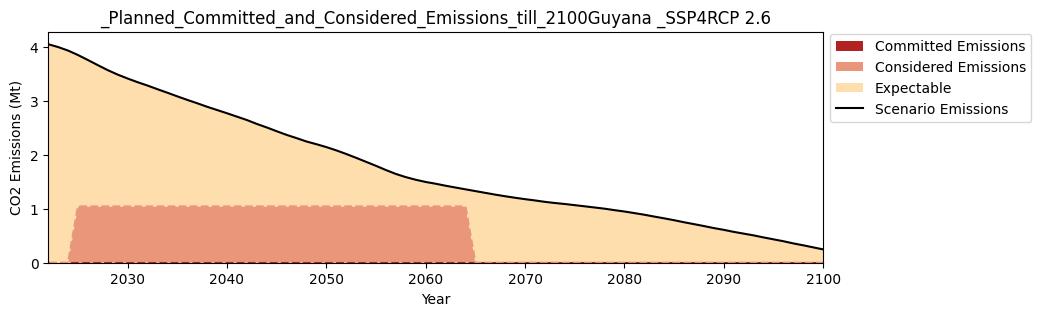 _Planned_Committed_and_Considered_Emissions_till_2100Guyana _SSP4RCP 2.6
Committed Emissions
Considered Emissions
Expectable
Scenario Emissions
CO2 Emissions (Mt)
4
3
2
1
0
2030 2040 2050 2060 2070 2080 2090 2100
Year